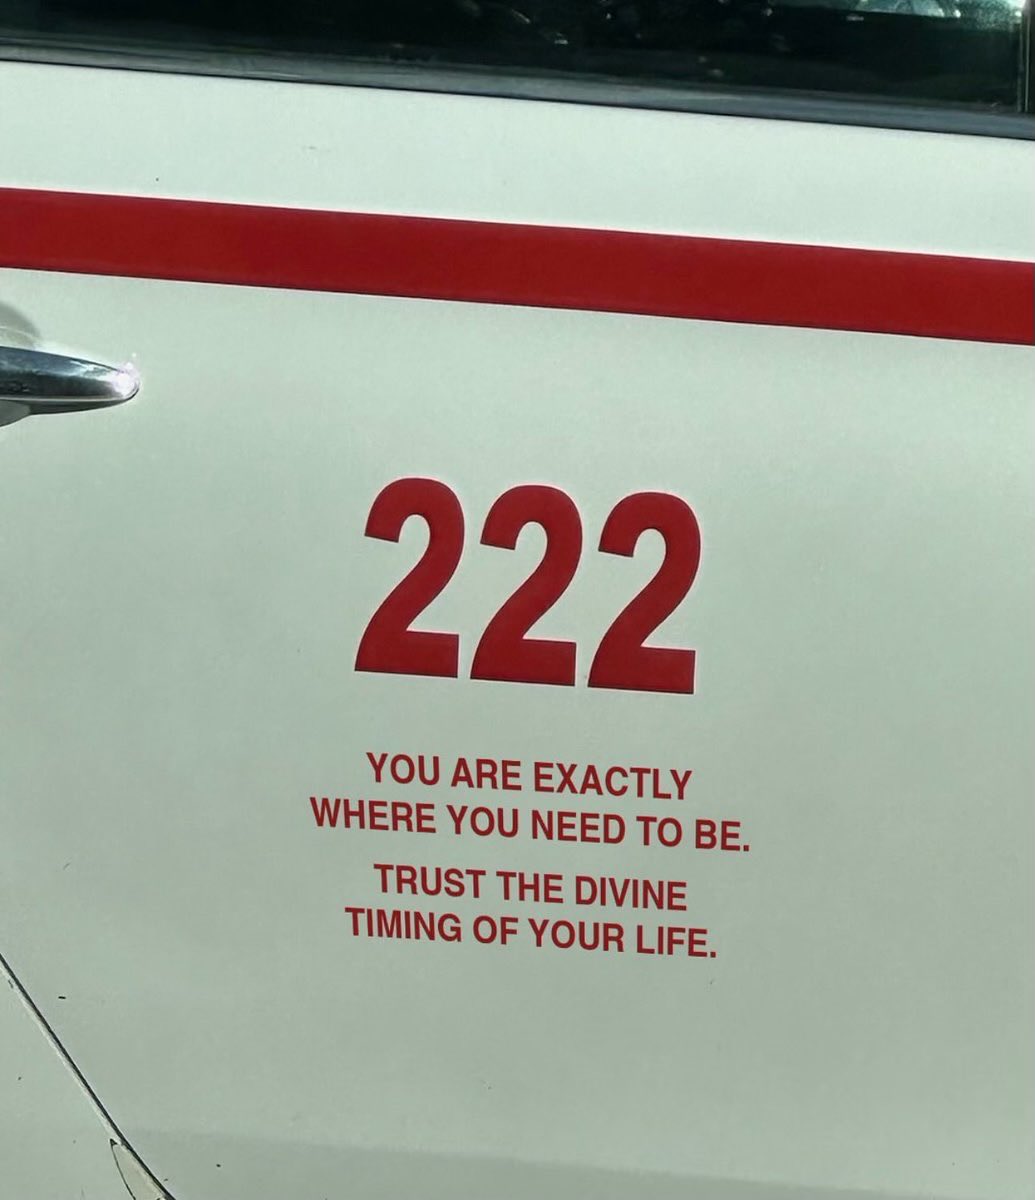 222
YOU ARE EXACTLY
WHERE YOU NEED TO BE.
TRUST THE DIVINE
TIMING OF YOUR LIFE.